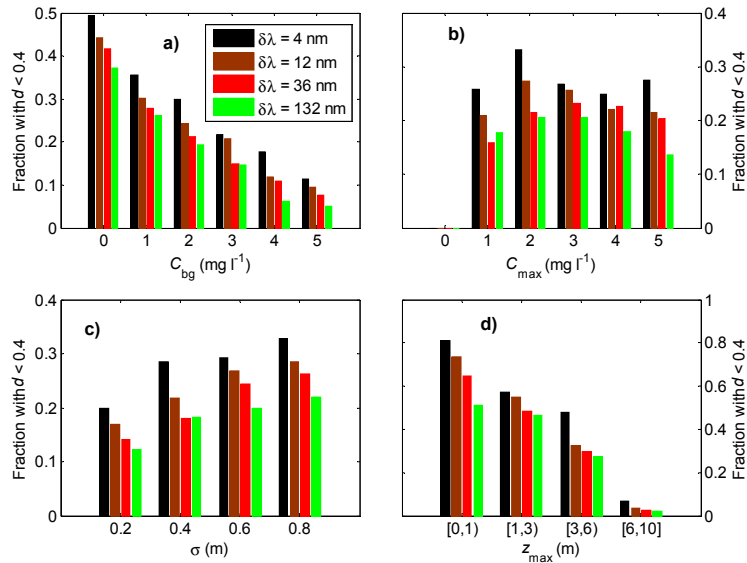 0.5
0.4
0.3
0.2
0.1
0
Fraction with d < 0.4
a)
δλ = 4 nm
δλ = 12 nm
δλ = 36 nm
δλ = 132 nm
0 1 2 3 4 5
C_bg (mg l⁻¹)
b)
0.4
0.3
0.2
0.1
0
Fraction with d < 0.4
0 1 2 3 4 5
C_max (mg l⁻¹)
0.4
0.3
0.2
0.1
0
Fraction with d < 0.4
c)
0.2 0.4 0.6 0.8
σ (m)
d)
1
0.8
0.6
0.4
0.2
0
Fraction with d < 0.4
[0,1) [1,3) [3,6) [6,10]
z_max (m)